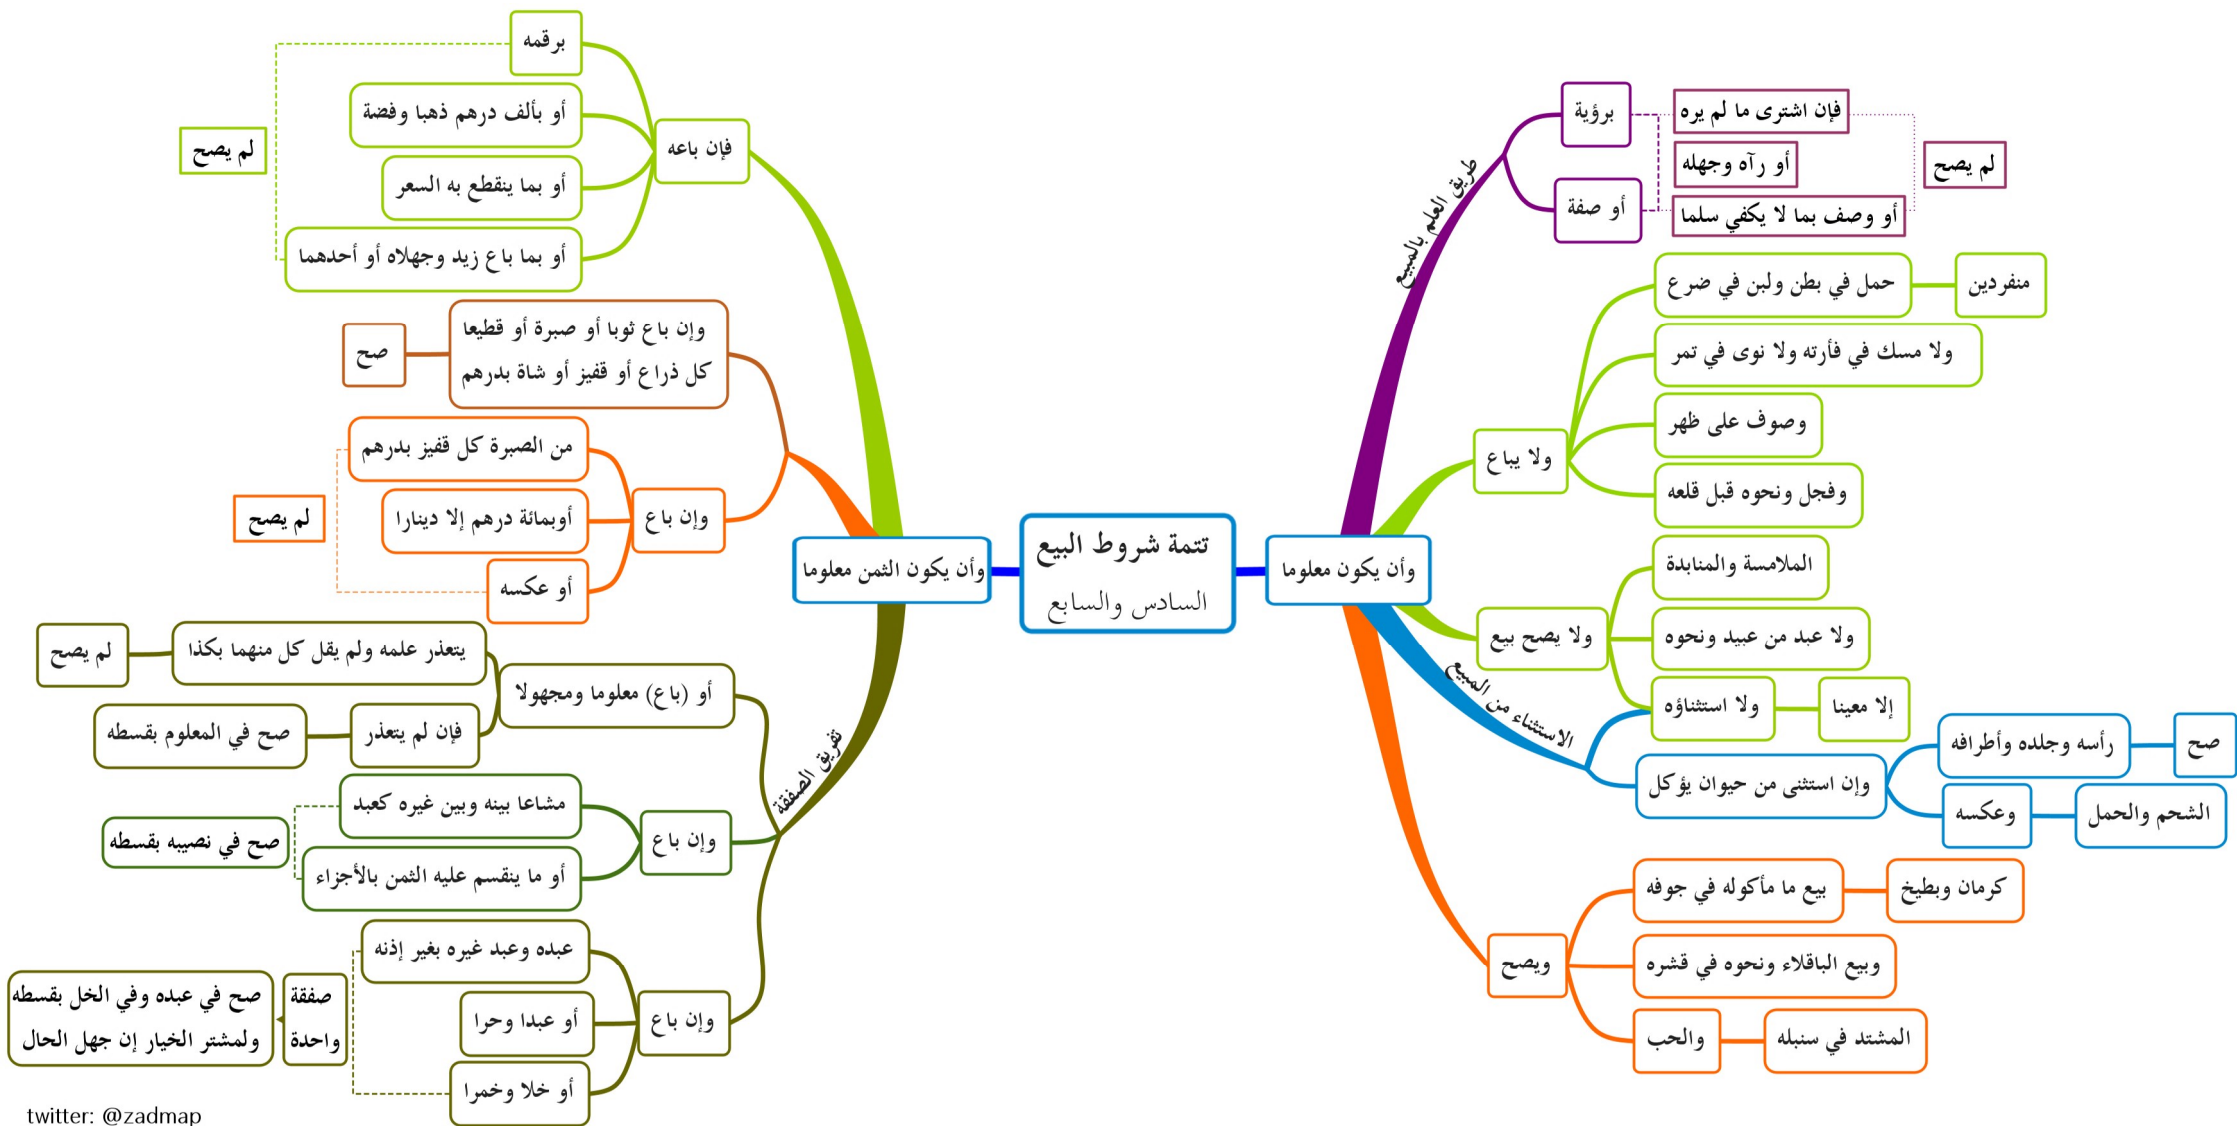 تتمة شروط البيع
السادس والسابع
وأن يكون معلوما
طريق العلم بالمبيع
برؤية
أو صفة
فإن اشترى ما لم يره
أو رآه وجهله
أو وصف بما لا يكفي سلما
لم يصح
ولا يباع
حمل في بطن ولبن في ضرع
منفردين
ولا مسك في فأرته ولا نوى في تمر
وصوف على ظهر
وفجل ونحوه قبل قلعه
ولا يصح بيع
الملامسة والمنابدة
ولا عبد من عبيد ونحوه
ولا استثناؤه
إلا معينا
الاستثناء من المبيع
وإن استثنى من حيوان يؤكل
رأسه وجلده وأطرافه
صح
وعكسه
الشحم والحمل
ويصح
بيع ما مأكوله في جوفه
كرمان وبطيخ
وبيع الباقلاء ونحوه في قشره
والحب
المشتد في سنبله
وأن يكون الثمن معلوما
فإن باعه
برقمه
أو بألف درهم ذهبا وفضة
أو بما ينقطع به السعر
أو بما باع زيد وجهلاه أو أحدهما
لم يصح
وإن باع ثوبا أو صبرة أو قطيعا
كل ذراع أو قفيز أو شاة بدرهم
صح
وإن باع
من الصبرة كل قفيز بدرهم
أوبمائة درهم إلا دينارا
أو عكسه
لم يصح
تفريق الصفقة
أو (باع) معلوما ومجهولا
يتعذر علمه ولم يقل كل منهما بكذا
لم يصح
فإن لم يتعذر
صح في المعلوم بقسطه
وإن باع
مشاعا بينه وبين غيره كعبد
أو ما ينقسم عليه الثمن بالأجزاء
صح في نصيبه بقسطه
وإن باع
عبده وعبد غيره بغير إذنه
أو عبدا وحرا
أو خلا وخمرا
صفقة
واحدة
صح في عبده وفي الخل بقسطه
ولمشتر الخيار إن جهل الحال
twitter: @zadmap